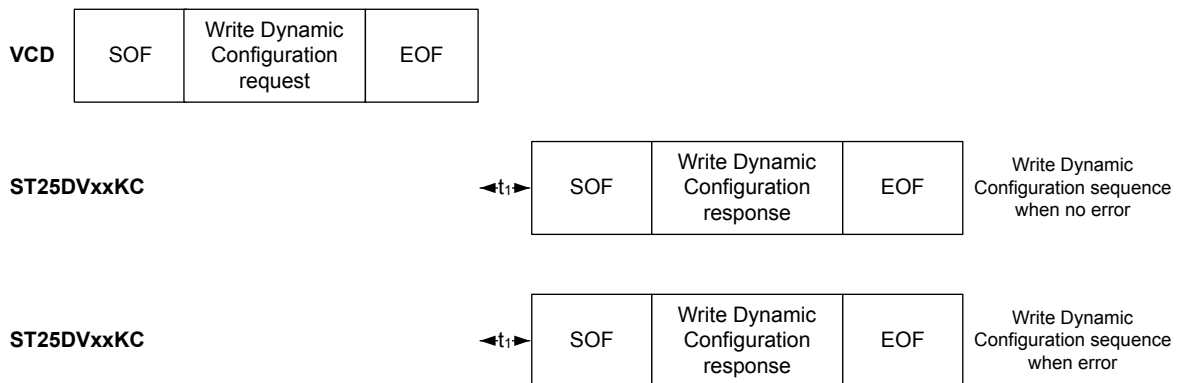 VCD
SOF
Write Dynamic
Configuration
request
EOF
ST25DVxxKC
t1
SOF
Write Dynamic
Configuration
response
EOF
Write Dynamic
Configuration sequence
when no error
ST25DVxxKC
t1
SOF
Write Dynamic
Configuration
response
EOF
Write Dynamic
Configuration sequence
when error